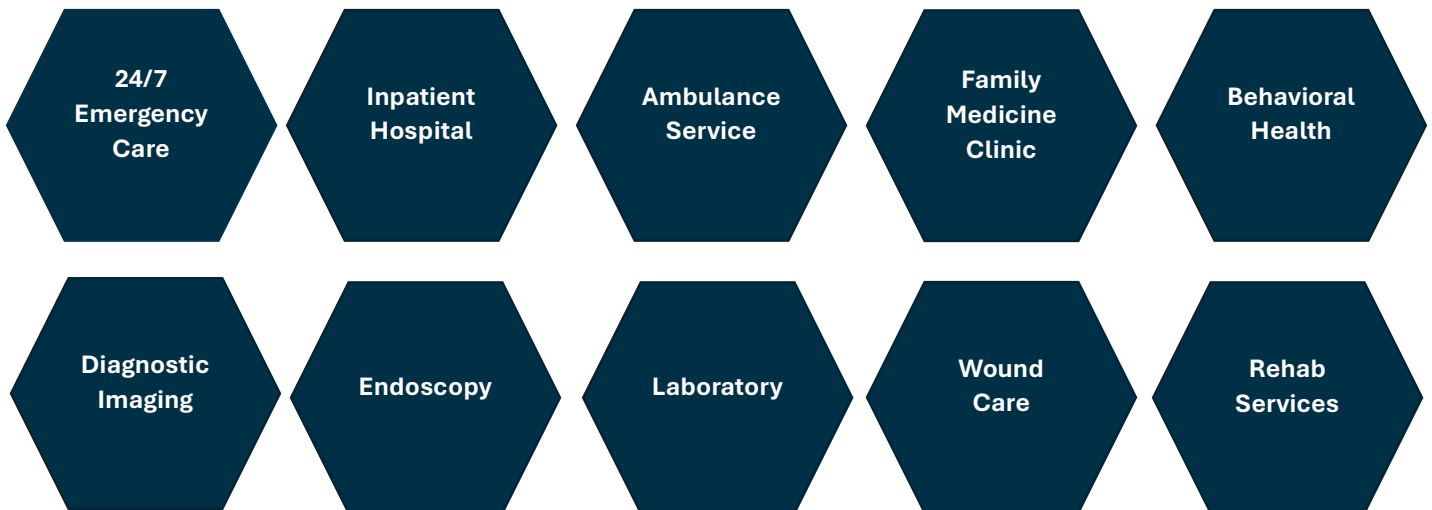 24/7
Emergency
Care
Inpatient
Hospital
Ambulance
Service
Family
Medicine
Clinic
Behavioral
Health
Diagnostic
Imaging
Endoscopy
Laboratory
Wound
Care
Rehab
Services